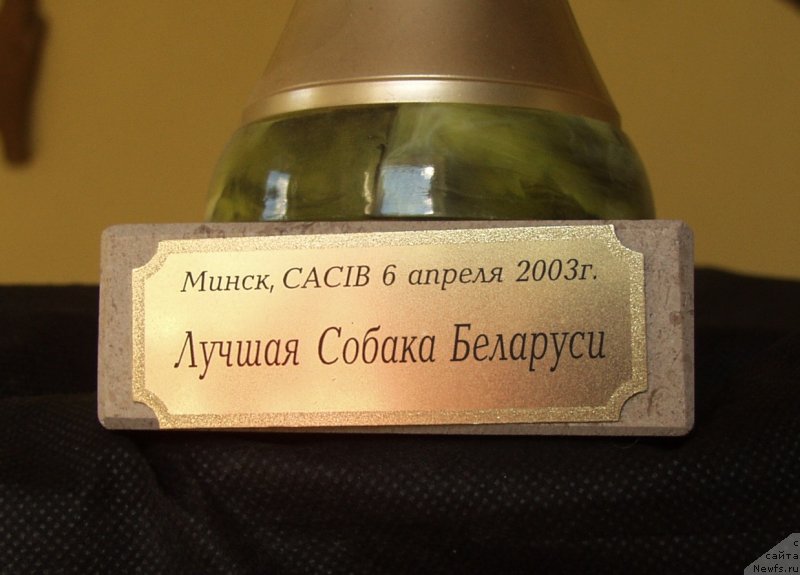 Минск, CACIB 6 апреля 2003г.
Лучшая Собака Беларуси
с
сайта
Newfs.ru